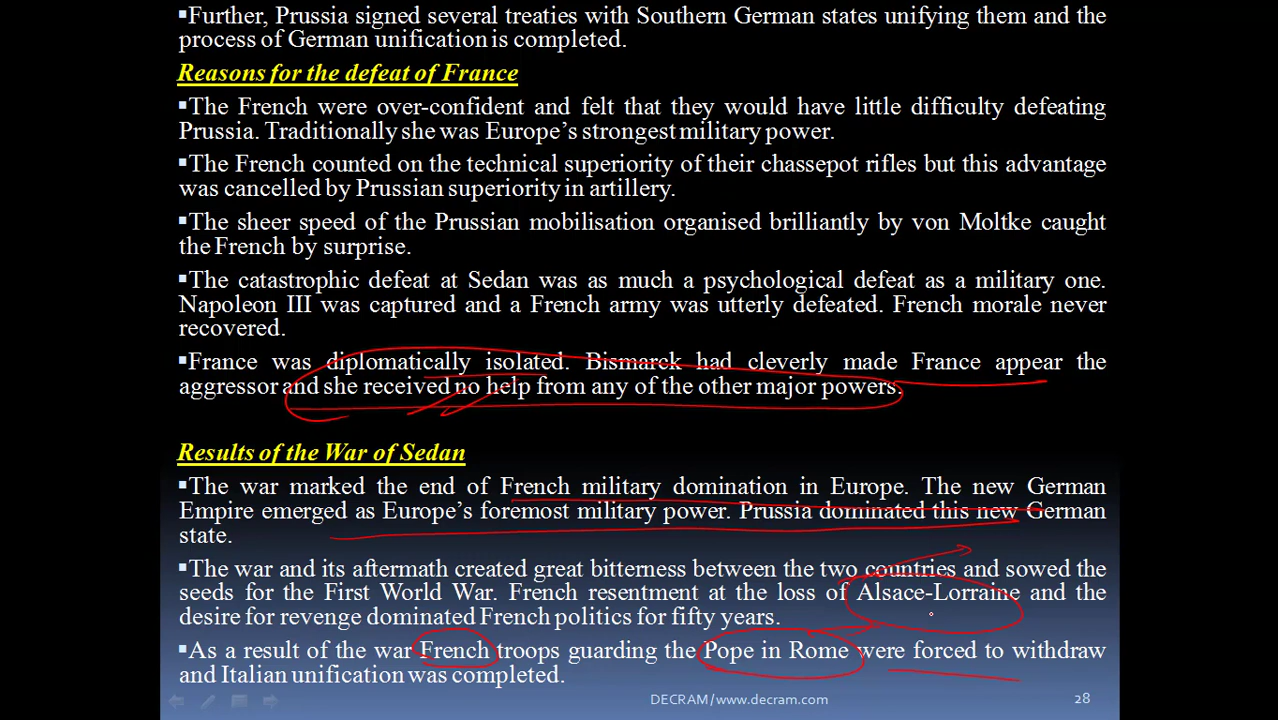 ▪Further, Prussia signed several treaties with Southern German states unifying them and the
process of German unification is completed.
Reasons for the defeat of France
▪The French were over-confident and felt that they would have little difficulty defeating
Prussia. Traditionally she was Europe's strongest military power.
▪The French counted on the technical superiority of their chassepot rifles but this advantage
was cancelled by Prussian superiority in artillery.
▪The sheer speed of the Prussian mobilisation organised brilliantly by von Moltke caught
the French by surprise.
▪The catastrophic defeat at Sedan was as much a psychological defeat as a military one.
Napoleon III was captured and a French army was utterly defeated. French morale never
recovered.
▪France was diplomatically isolated. Bismarck had cleverly made France appear the
aggressor and she received no help from any of the other major powers.
Results of the War of Sedan
▪The war marked the end of French military domination in Europe. The new German
Empire emerged as Europe's foremost military power. Prussia dominated this new German
state.
▪The war and its aftermath created great bitterness between the two countries and sowed the
seeds for the First World War. French resentment at the loss of Alsace-Lorraine and the
desire for revenge dominated French politics for fifty years.
▪As a result of the war French troops guarding the Pope in Rome were forced to withdraw
and Italian unification was completed.
DECRAM/www.decram.com 28